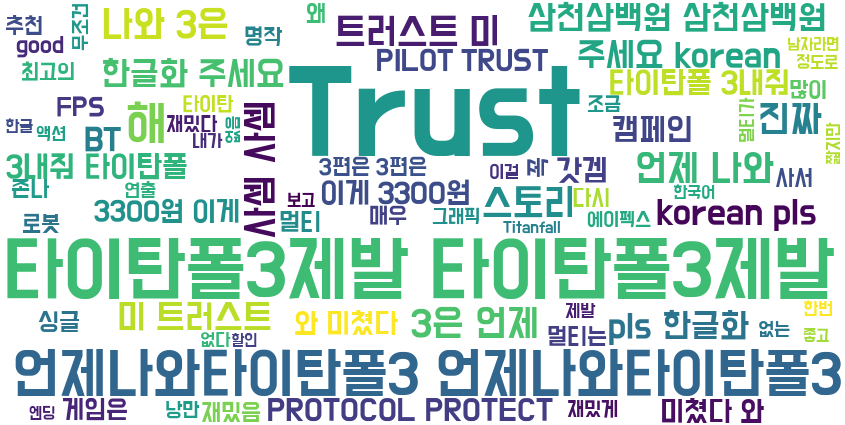 추천
나와 3은
명작
왜
트러스트 미
삼천삼백원 삼천삼백원
good
무조건
PILOT TRUST
주세요 korean
남자라면
정도로
최고의
한글화 주세요
Trust
타이탄폴 3내줘
많이
FPS
타이탄
해
조금
한글
액션
BT
재밌다
내가
없음
사셈 사셈
캠페인
멀티가
진짜
짧지만
3내줘 타이탄폴
3편은 3편은
이걸
꼭
갓겜
언제 나와
사서
존나
연출
보고
이게 3300원
스토리
다시
한국어
3300원 이게
로봇
멀티
매우
그래픽
Titanfall
에이펙스
korean pls
타이탄폴3제발 타이탄폴3제발
싱글
미 트러스트
와 미쳤다
3은 언제
제발
멀티는
pls 한글화
없는
한번
좋고
없다
할인
언제나와타이탄폴3 언제나와타이탄폴3
엔딩
게임은
낭만
재밌음
PROTOCOL PROTECT
재밌게
미쳤다 와